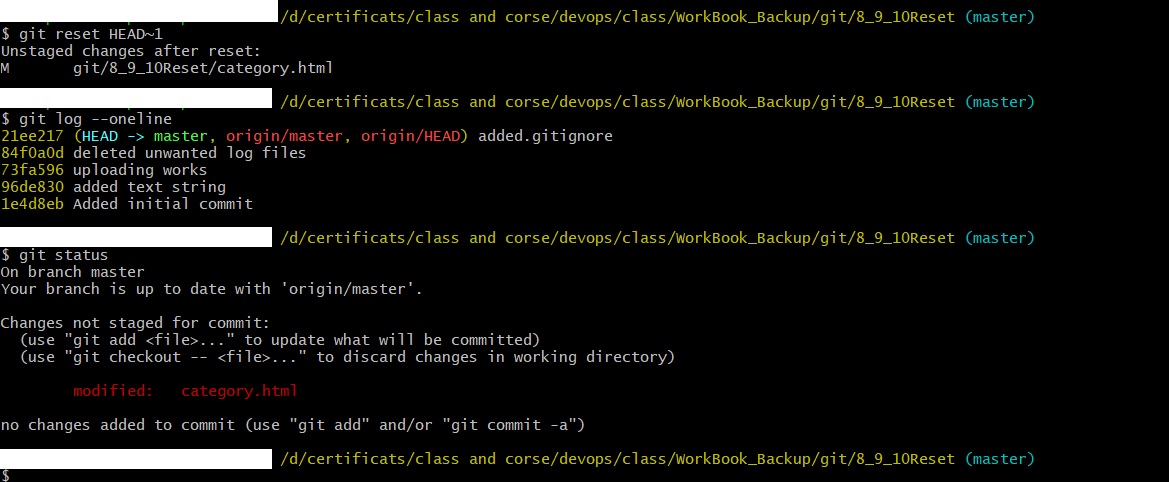 /d/certificats/class and corse/devops/class/WorkBook_Backup/git/8_9_10Reset (master)
$ git reset HEAD~1
Unstaged changes after reset:
M       git/8_9_10Reset/category.html
/d/certificats/class and corse/devops/class/WorkBook_Backup/git/8_9_10Reset (master)
$ git log --oneline
21ee217 (HEAD -> master, origin/master, origin/HEAD) added.gitignore
84f0a0d deleted unwanted log files
73fa596 uploading works
96de830 added text string
1e4d8eb Added initial commit
/d/certificats/class and corse/devops/class/WorkBook_Backup/git/8_9_10Reset (master)
$ git status
On branch master
Your branch is up to date with 'origin/master'.
Changes not staged for commit:
  (use "git add <file>..." to update what will be committed)
  (use "git checkout -- <file>..." to discard changes in working directory)
        modified:   category.html
no changes added to commit (use "git add" and/or "git commit -a")
/d/certificats/class and corse/devops/class/WorkBook_Backup/git/8_9_10Reset (master)
$